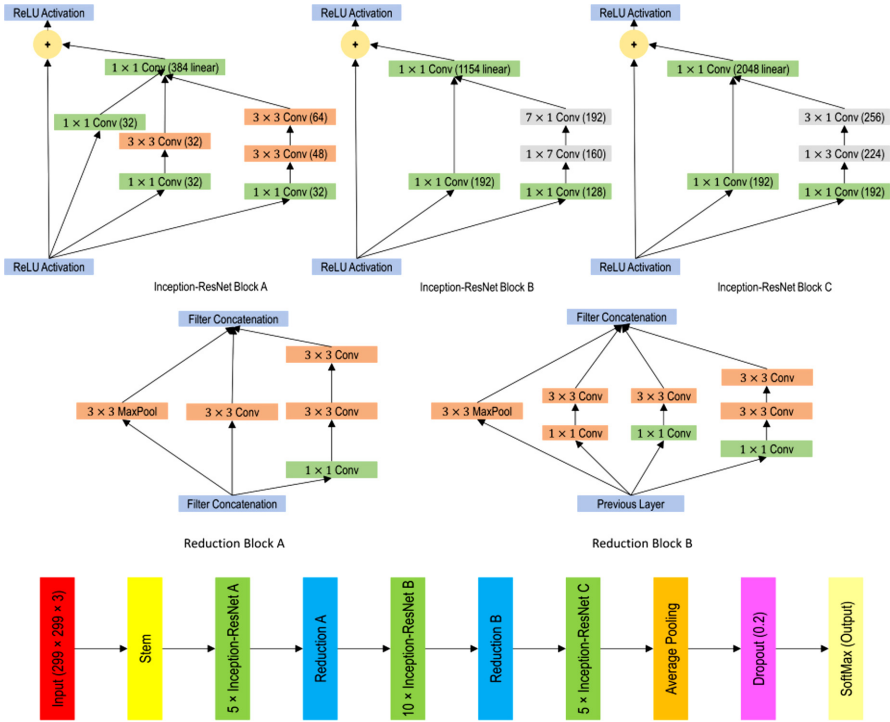 ReLU Activation
+
1 × 1 Conv (384 linear)
1 × 1 Conv (32)
3 × 3 Conv (32)
1 × 1 Conv (32)
3 × 3 Conv (64)
3 × 3 Conv (48)
1 × 1 Conv (32)
ReLU Activation
Inception-ResNet Block A
ReLU Activation
+
1 × 1 Conv (1154 linear)
1 × 1 Conv (192)
7 × 1 Conv (192)
1 × 7 Conv (160)
1 × 1 Conv (128)
ReLU Activation
Inception-ResNet Block B
ReLU Activation
+
1 × 1 Conv (2048 linear)
1 × 1 Conv (192)
3 × 1 Conv (256)
1 × 3 Conv (224)
1 × 1 Conv (192)
ReLU Activation
Inception-ResNet Block C
Filter Concatenation
3 × 3 MaxPool
3 × 3 Conv
3 × 3 Conv
3 × 3 Conv
1 × 1 Conv
Filter Concatenation
Reduction Block A
Filter Concatenation
3 × 3 MaxPool
3 × 3 Conv
1 × 1 Conv
3 × 3 Conv
1 × 1 Conv
3 × 3 Conv
3 × 3 Conv
1 × 1 Conv
Previous Layer
Reduction Block B
Input (299 × 299 × 3)
Stem
5 × Inception-ResNet A
Reduction A
10 × Inception-ResNet B
Reduction B
5 × Inception-ResNet C
Average Pooling
Dropout (0.2)
SoftMax (Output)